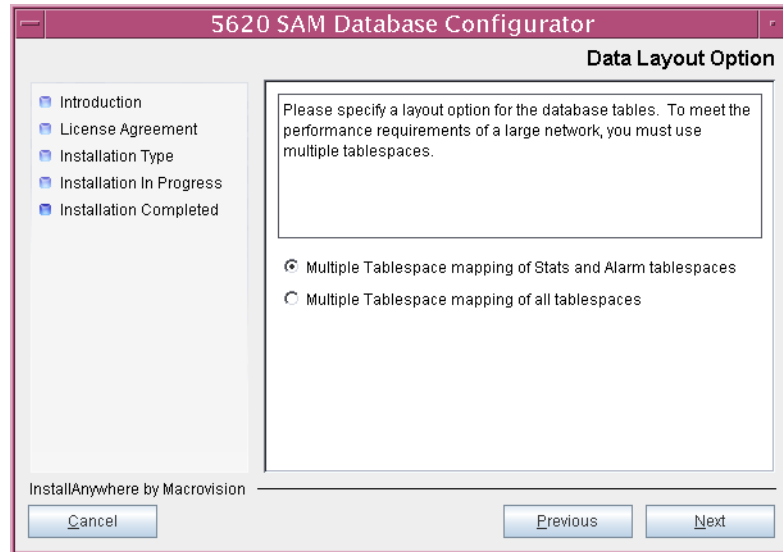 5620 SAM Database Configurator
Data Layout Option
Introduction
License Agreement
Installation Type
Installation In Progress
Installation Completed
Please specify a layout option for the database tables. To meet the
performance requirements of a large network, you must use
multiple tablespaces.
Multiple Tablespace mapping of Stats and Alarm tablespaces
Multiple Tablespace mapping of all tablespaces
InstallAnywhere by Macrovision
Cancel
Previous
Next